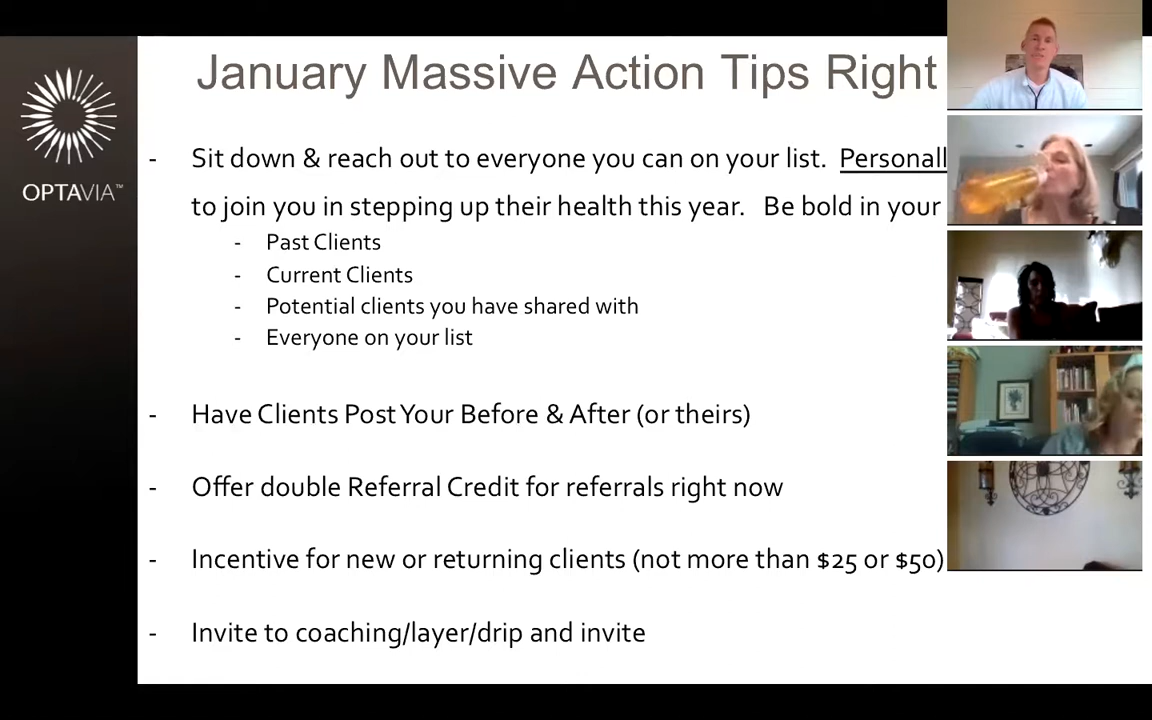 January Massive Action Tips Right
OPTAVIA™
- Sit down & reach out to everyone you can on your list. Personall
to join you in stepping up their health this year. Be bold in your
- Past Clients
- Current Clients
- Potential clients you have shared with
- Everyone on your list
- Have Clients Post Your Before & After (or theirs)
- Offer double Referral Credit for referrals right now
- Incentive for new or returning clients (not more than $25 or $50)
- Invite to coaching/layer/drip and invite